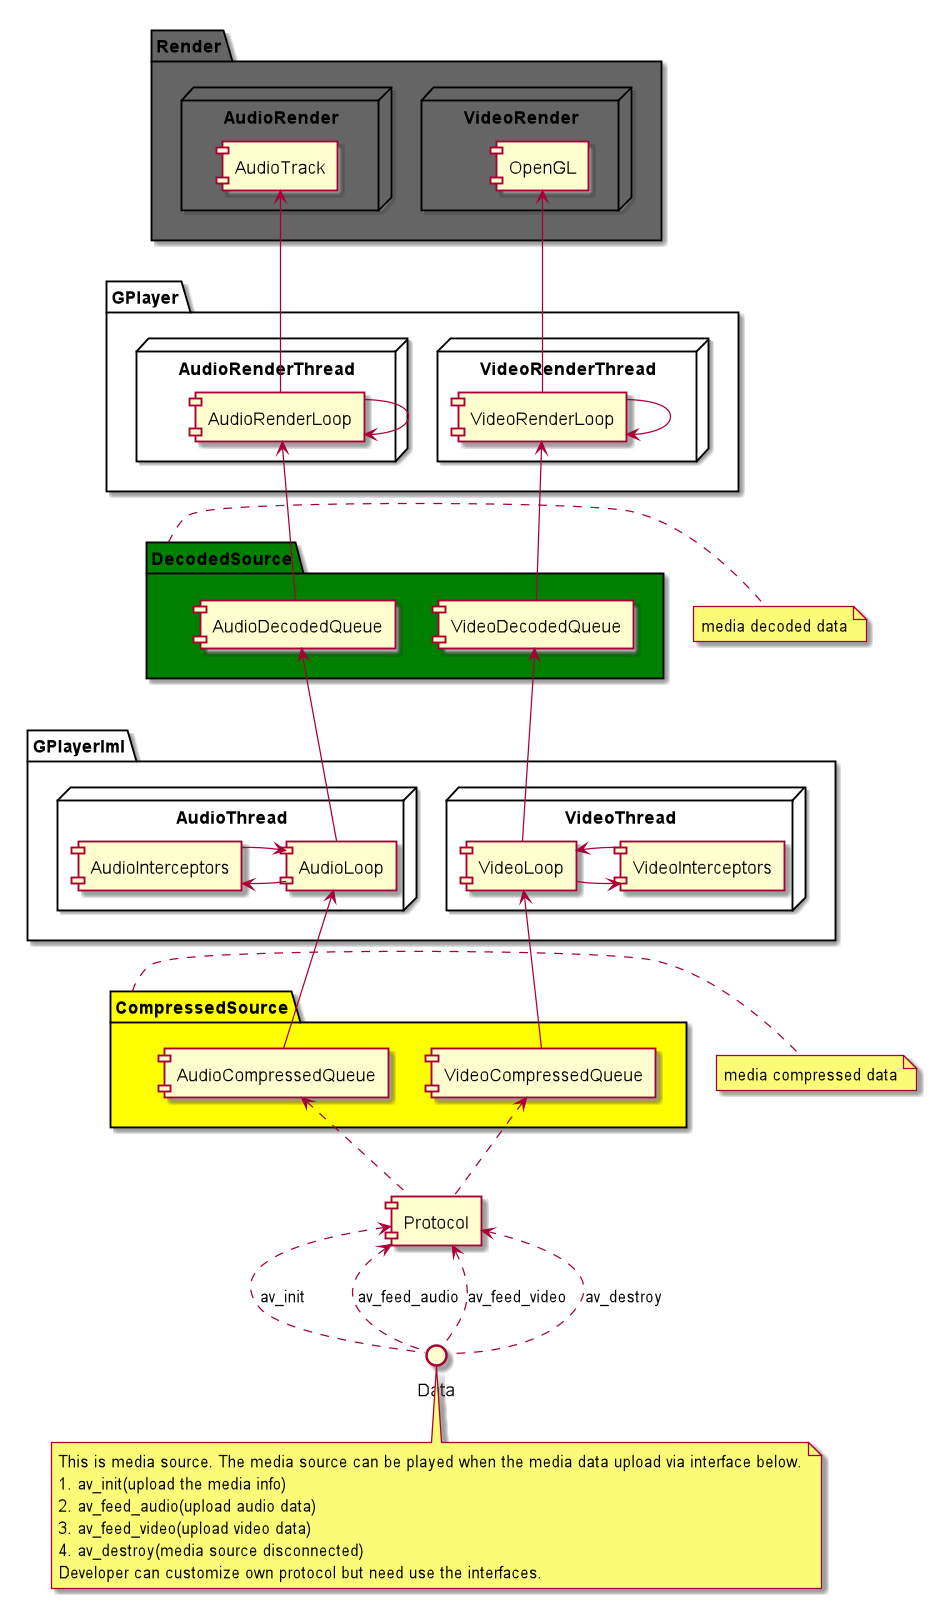 Render
AudioRender
VideoRender
AudioTrack
OpenGL
GPlayer
AudioRenderThread
VideoRenderThread
AudioRenderLoop
VideoRenderLoop
DecodedSource
AudioDecodedQueue
VideoDecodedQueue
media decoded data
GPlayerIml
AudioThread
VideoThread
AudioInterceptors
AudioLoop
VideoLoop
VideoInterceptors
CompressedSource
AudioCompressedQueue
VideoCompressedQueue
media compressed data
Protocol
av_init
av_feed_audio
av_feed_video
av_destroy
Data
This is media source. The media source can be played when the media data upload via interface below.
1. av_init(upload the media info)
2. av_feed_audio(upload audio data)
3. av_feed_video(upload video data)
4. av_destroy(media source disconnected)
Developer can customize own protocol but need use the interfaces.